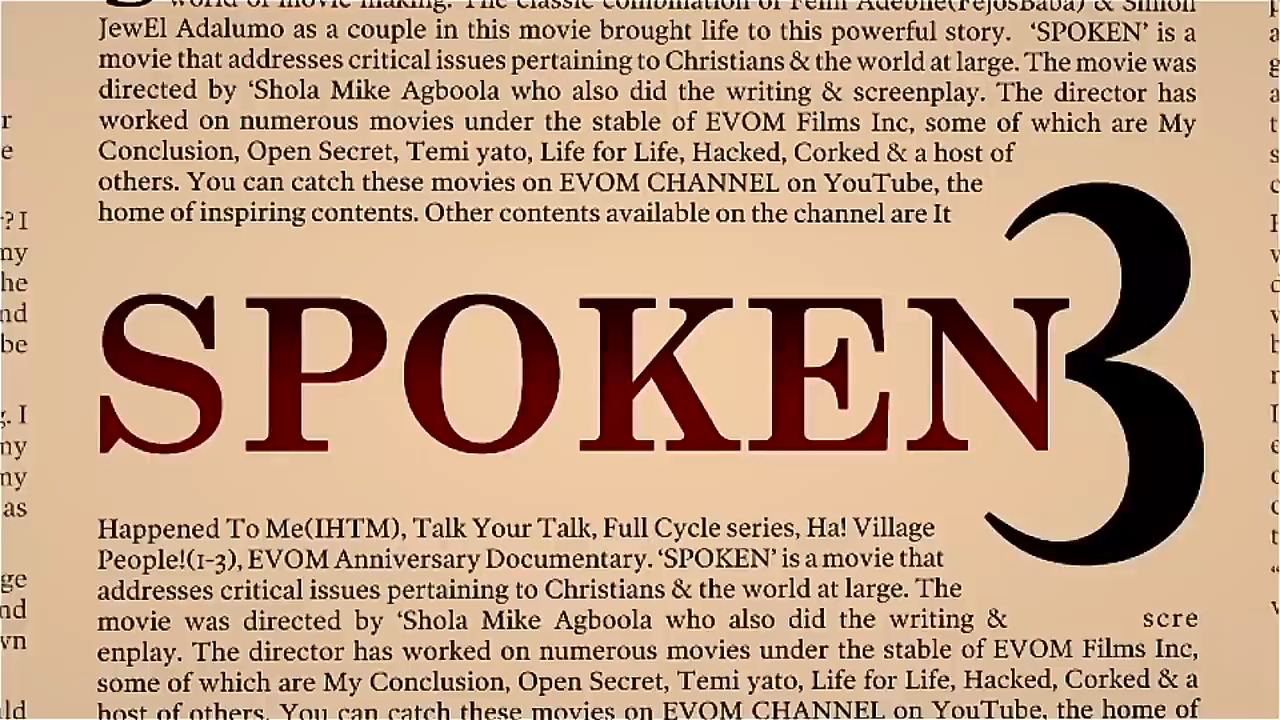 world of movie making. The classic combination of Femi Adebile(FejosBaba) & Simon
JewEl Adalumo as a couple in this movie brought life to this powerful story. ‘SPOKEN’ is a
movie that addresses critical issues pertaining to Christians & the world at large. The movie was
directed by ‘Shola Mike Agboola who also did the writing & screenplay. The director has
worked on numerous movies under the stable of EVOM Films Inc, some of which are My
Conclusion, Open Secret, Temi yato, Life for Life, Hacked, Corked & a host of
others. You can catch these movies on EVOM CHANNEL on YouTube, the
home of inspiring contents. Other contents available on the channel are It
SPOKEN3
Happened To Me(IHTM), Talk Your Talk, Full Cycle series, Ha! Village
People!(1-3), EVOM Anniversary Documentary. ‘SPOKEN’ is a movie that
addresses critical issues pertaining to Christians & the world at large. The
movie was directed by ‘Shola Mike Agboola who also did the writing & scre
enplay. The director has worked on numerous movies under the stable of EVOM Films Inc,
some of which are My Conclusion, Open Secret, Temi yato, Life for Life, Hacked, Corked & a
host of others. You can catch these movies on EVOM CHANNEL on YouTube, the home of